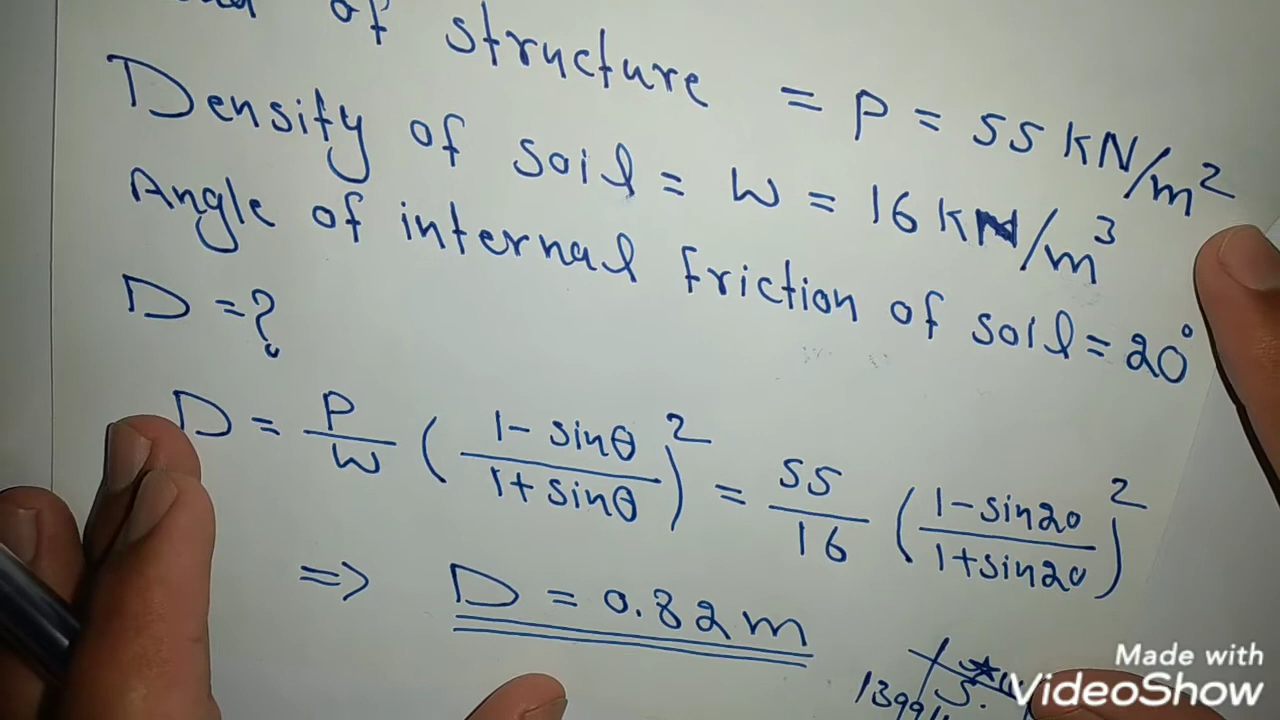 of structure = P = 55 kN/m²
Density of soil = W = 16 kN/m³
Angle of internal friction of soil = 20°
D = ?
D = P/W (1 - sinθ / 1 + sinθ)² = 55/16 (1 - sin20 / 1 + sin20)²
⇒ D = 0.82 m
Made with
VideoShow